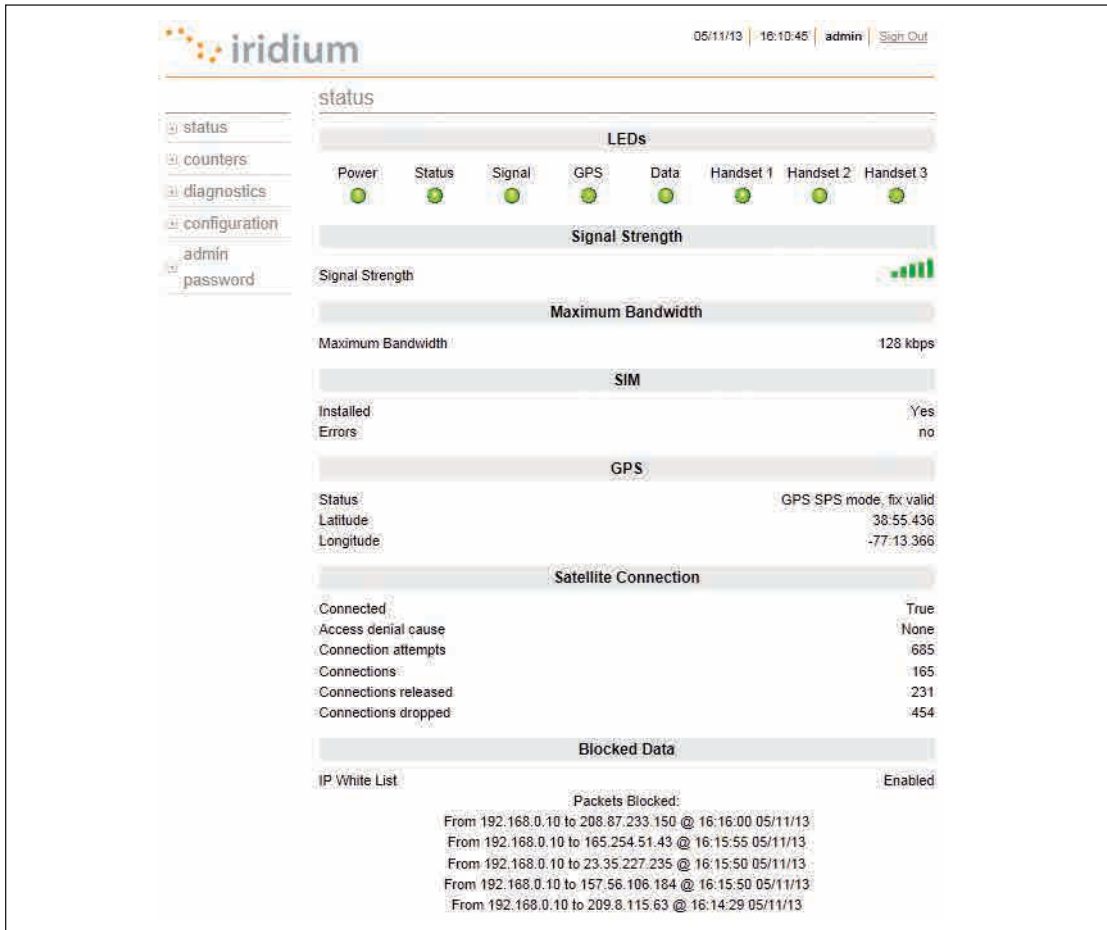 iridium
05/11/13 16:10:45 admin Sign Out
status
counters
diagnostics
configuration
admin
password
status
LEDs
Power Status Signal GPS Data Handset 1 Handset 2 Handset 3
Signal Strength
Signal Strength
Maximum Bandwidth
Maximum Bandwidth 128 kbps
SIM
Installed Yes
Errors no
GPS
Status GPS SPS mode, fix valid
Latitude 38:55.436
Longitude -77:13.366
Satellite Connection
Connected True
Access denial cause None
Connection attempts 685
Connections 165
Connections released 231
Connections dropped 454
Blocked Data
IP White List Enabled
Packets Blocked:
From 192.168.0.10 to 208.87.233.150 @ 16:16:00 05/11/13
From 192.168.0.10 to 165.254.51.43 @ 16:15:55 05/11/13
From 192.168.0.10 to 23.35.227.235 @ 16:15:50 05/11/13
From 192.168.0.10 to 157.56.106.184 @ 16:15:50 05/11/13
From 192.168.0.10 to 209.8.115.63 @ 16:14:29 05/11/13